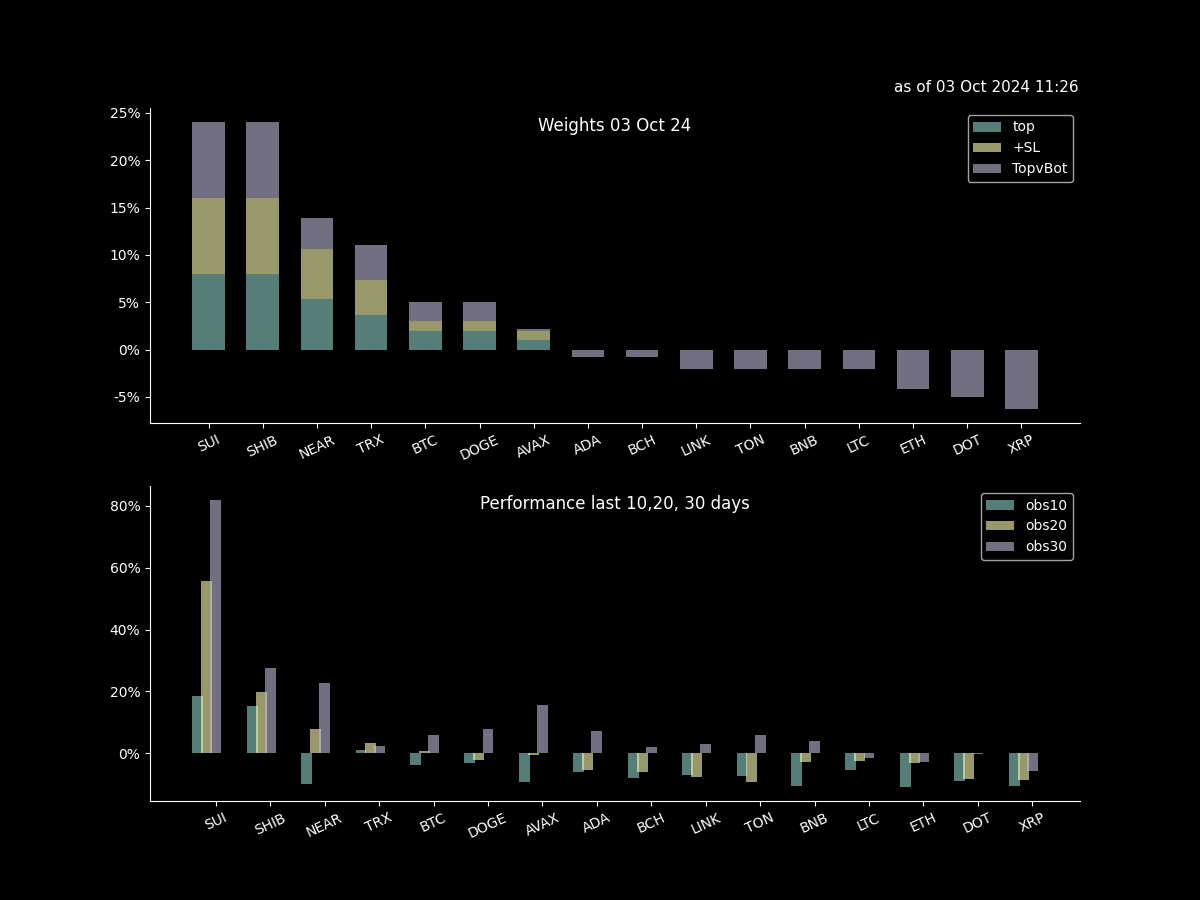 as of 03 Oct 2024 11:26
Weights 03 Oct 24
top
+SL
TopvBot
25%
20%
15%
10%
5%
0%
-5%
SUI SHIB NEAR TRX BTC DOGE AVAX ADA BCH LINK TON BNB LTC ETH DOT XRP
Performance last 10,20, 30 days
obs10
obs20
obs30
80%
60%
40%
20%
0%
SUI SHIB NEAR TRX BTC DOGE AVAX ADA BCH LINK TON BNB LTC ETH DOT XRP